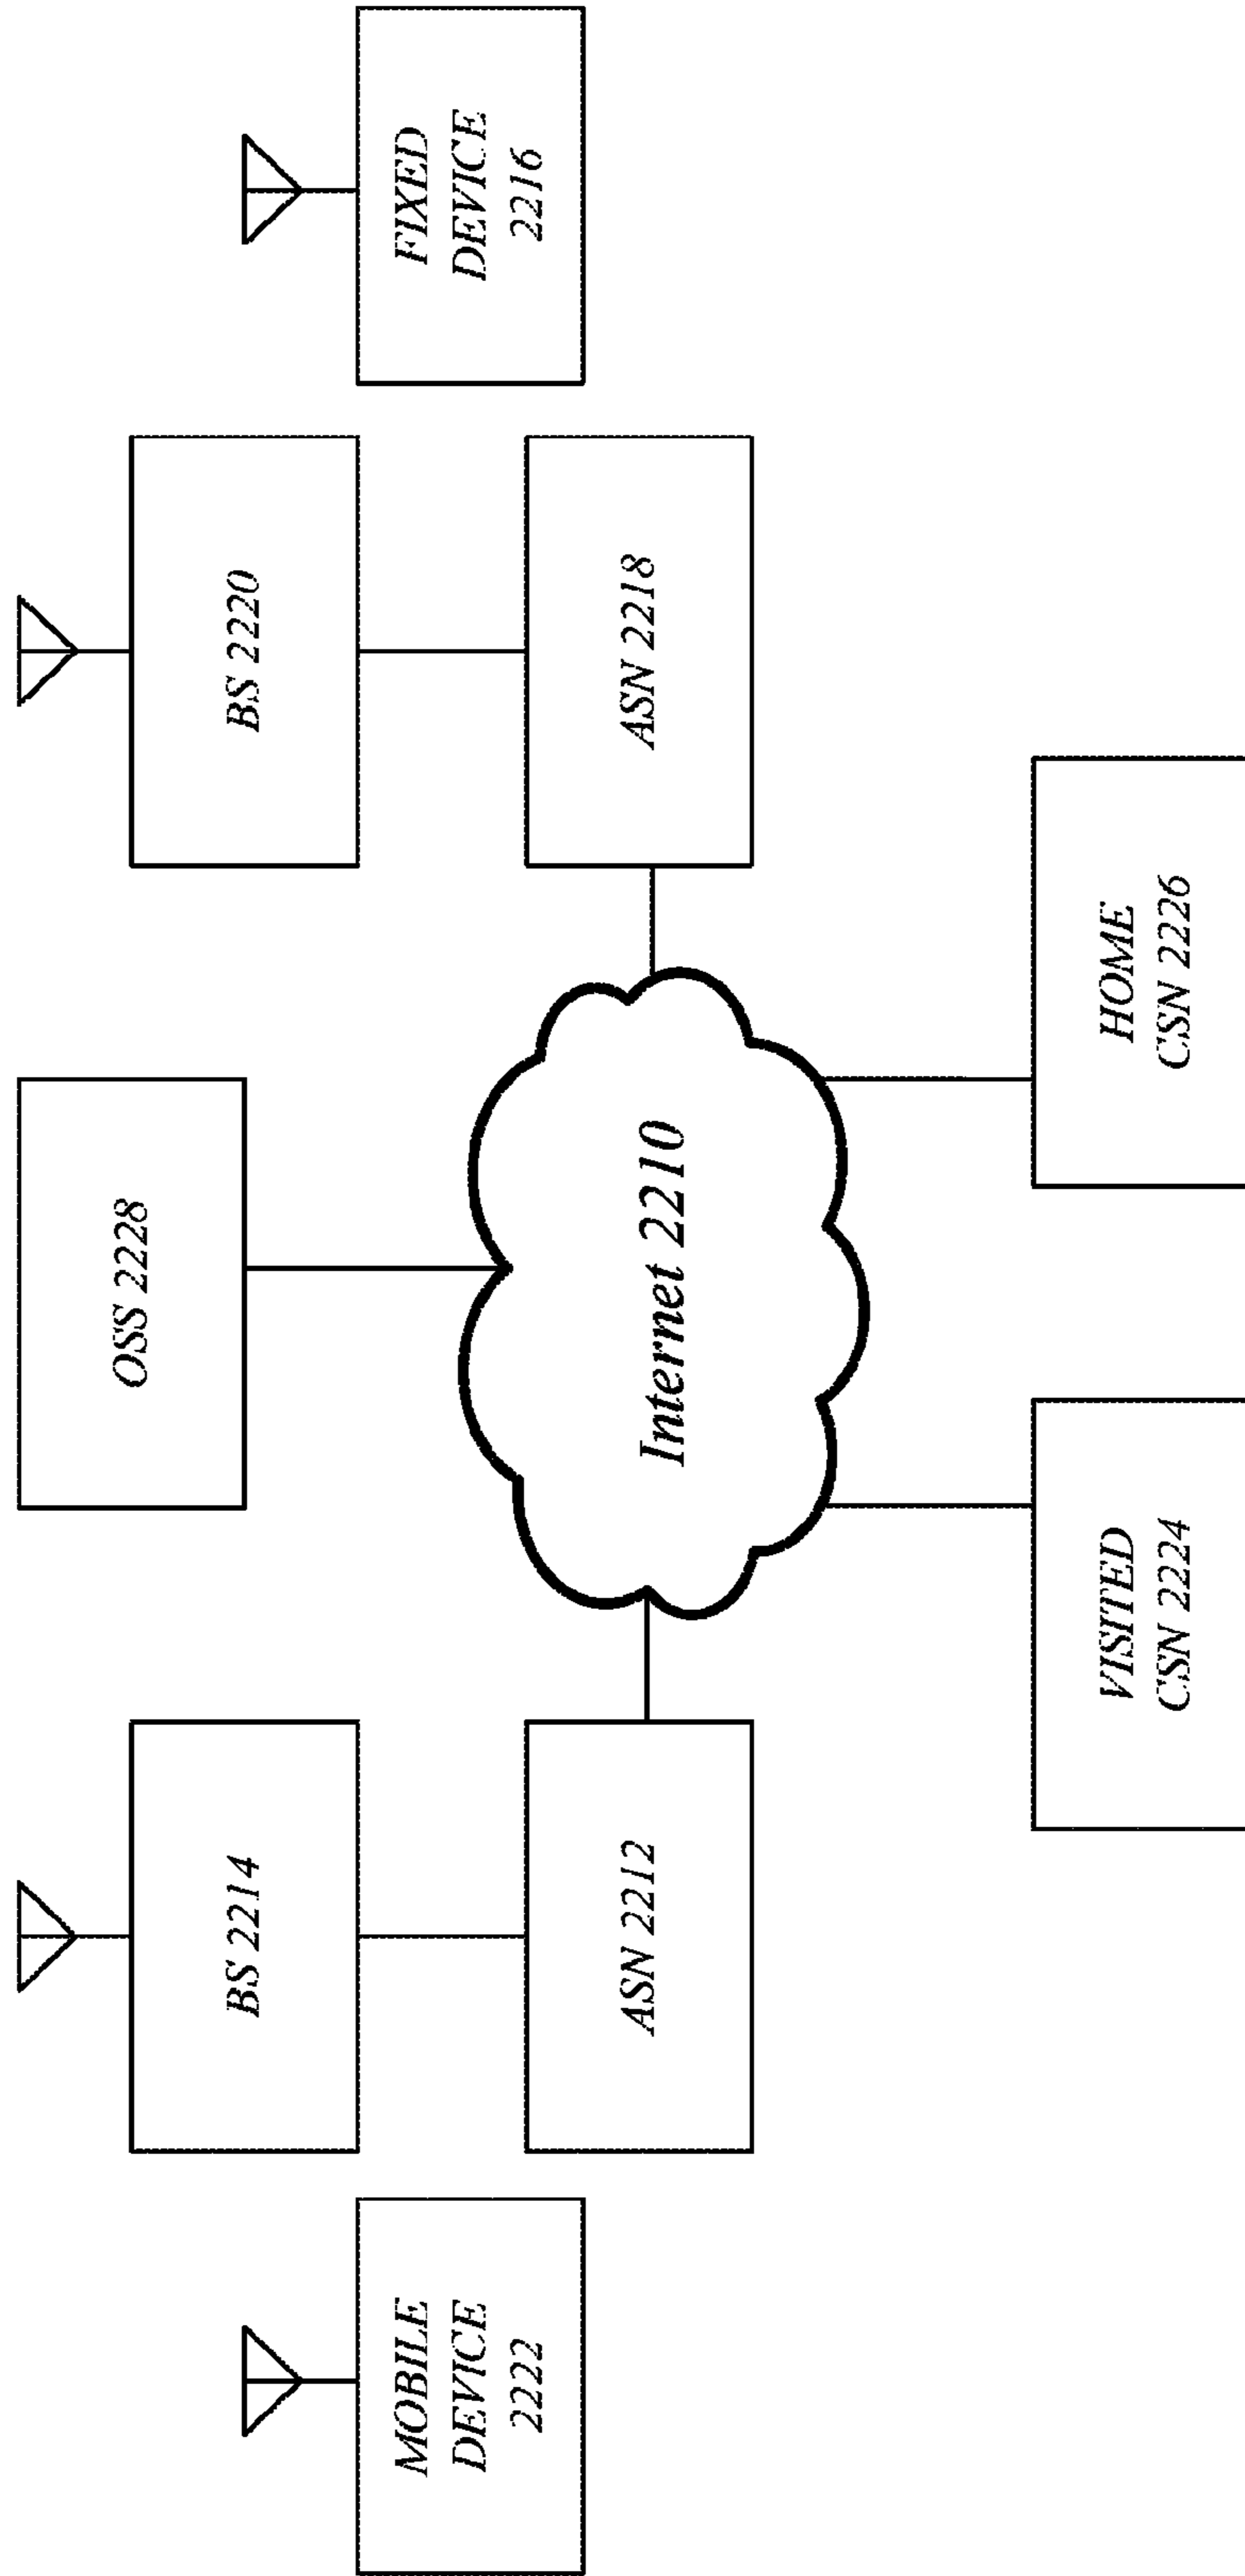 OSS 2228
BS 2214
BS 2220
MOBILE
DEVICE
2222
FIXED
DEVICE
2216
ASN 2212
Internet 2210
ASN 2218
VISITED
CSN 2224
HOME
CSN 2226